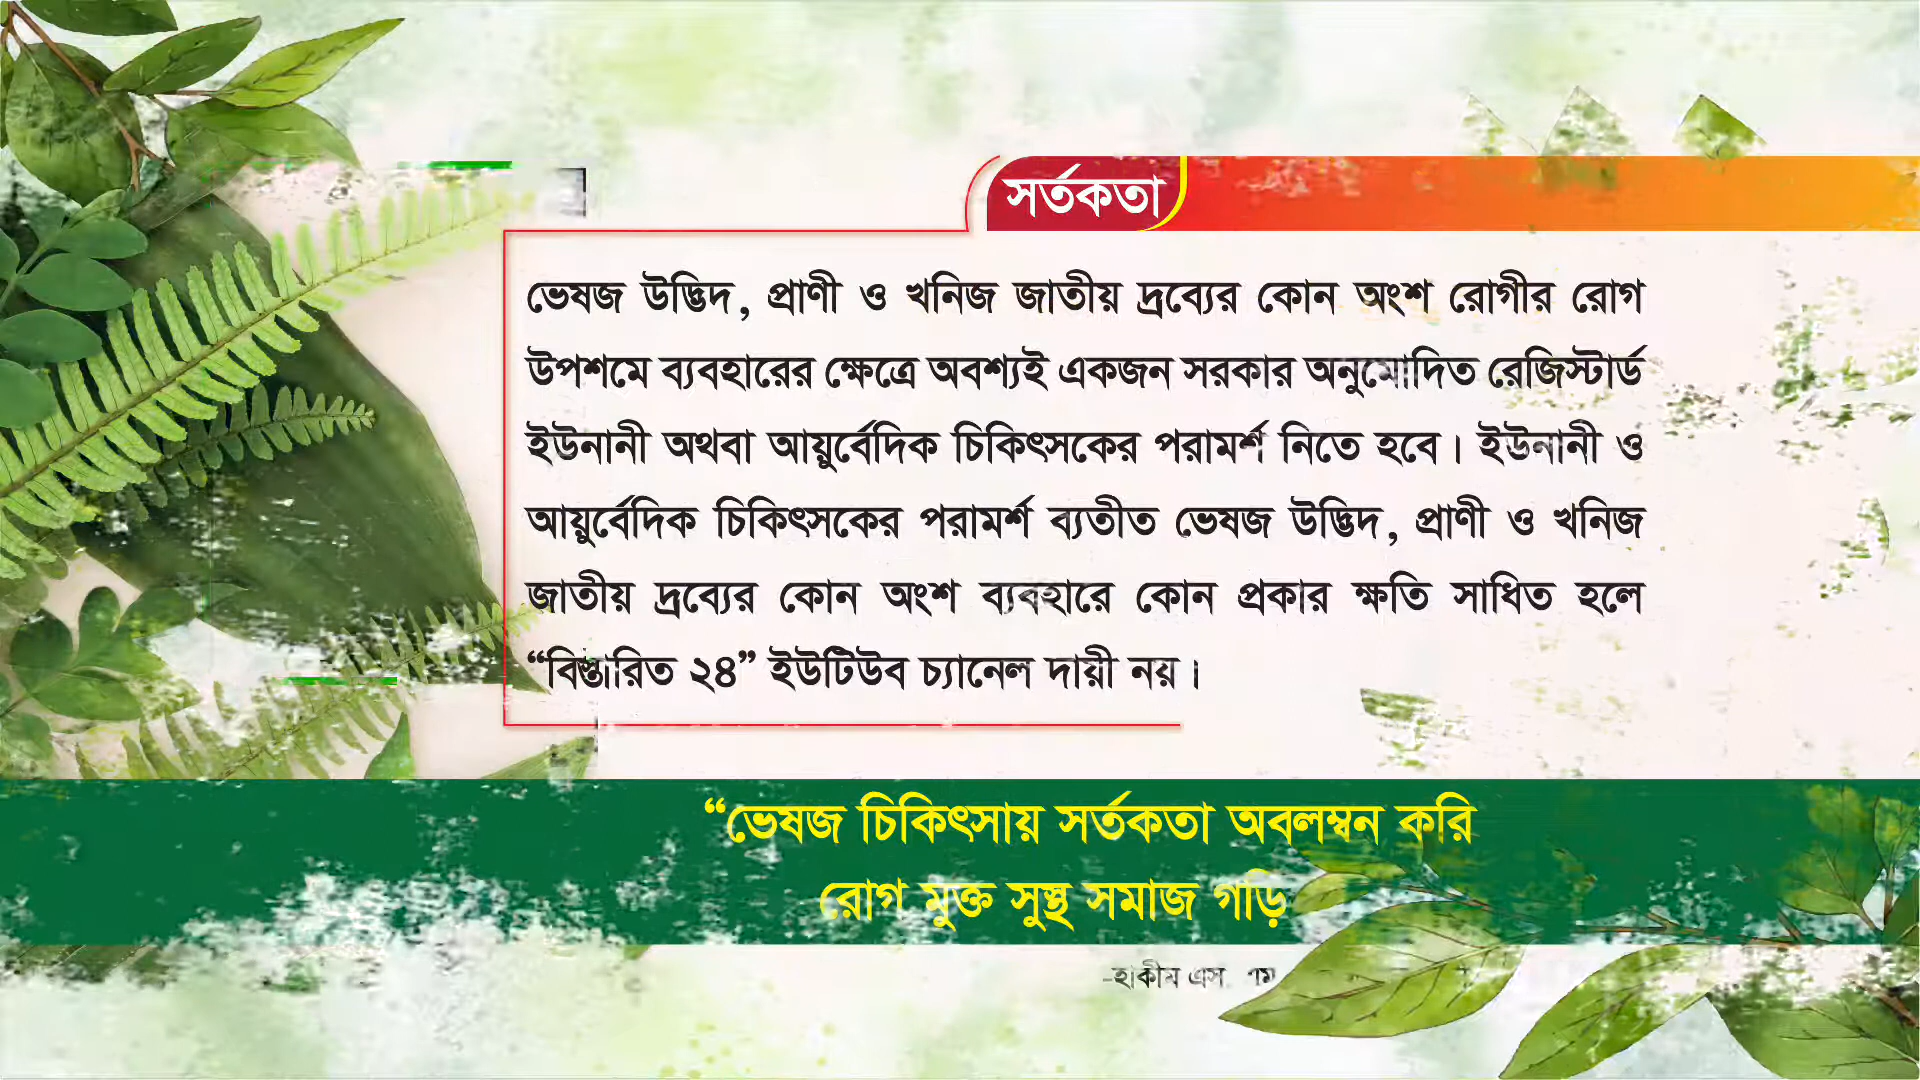 সর্তকতা
ভেষজ উদ্ভিদ, প্রাণী ও খনিজ জাতীয় দ্রব্যের কোন অংশ রোগীর রোগ
উপশমে ব্যবহারের ক্ষেত্রে অবশ্যই একজন সরকার অনুমোদিত রেজিস্টার্ড
ইউনানী অথবা আয়ুর্বেদিক চিকিৎসকের পরামর্শ নিতে হবে। ইউনানী ও
আয়ুর্বেদিক চিকিৎসকের পরামর্শ ব্যতীত ভেষজ উদ্ভিদ, প্রাণী ও খনিজ
জাতীয় দ্রব্যের কোন অংশ ব্যবহারে কোন প্রকার ক্ষতি সাধিত হলে
“বিস্তারিত ২৪” ইউটিউব চ্যানেল দায়ী নয়।
“ভেষজ চিকিৎসায় সর্তকতা অবলম্বন করি
রোগ মুক্ত সুস্থ সমাজ গড়ি
-হাকীম এস.